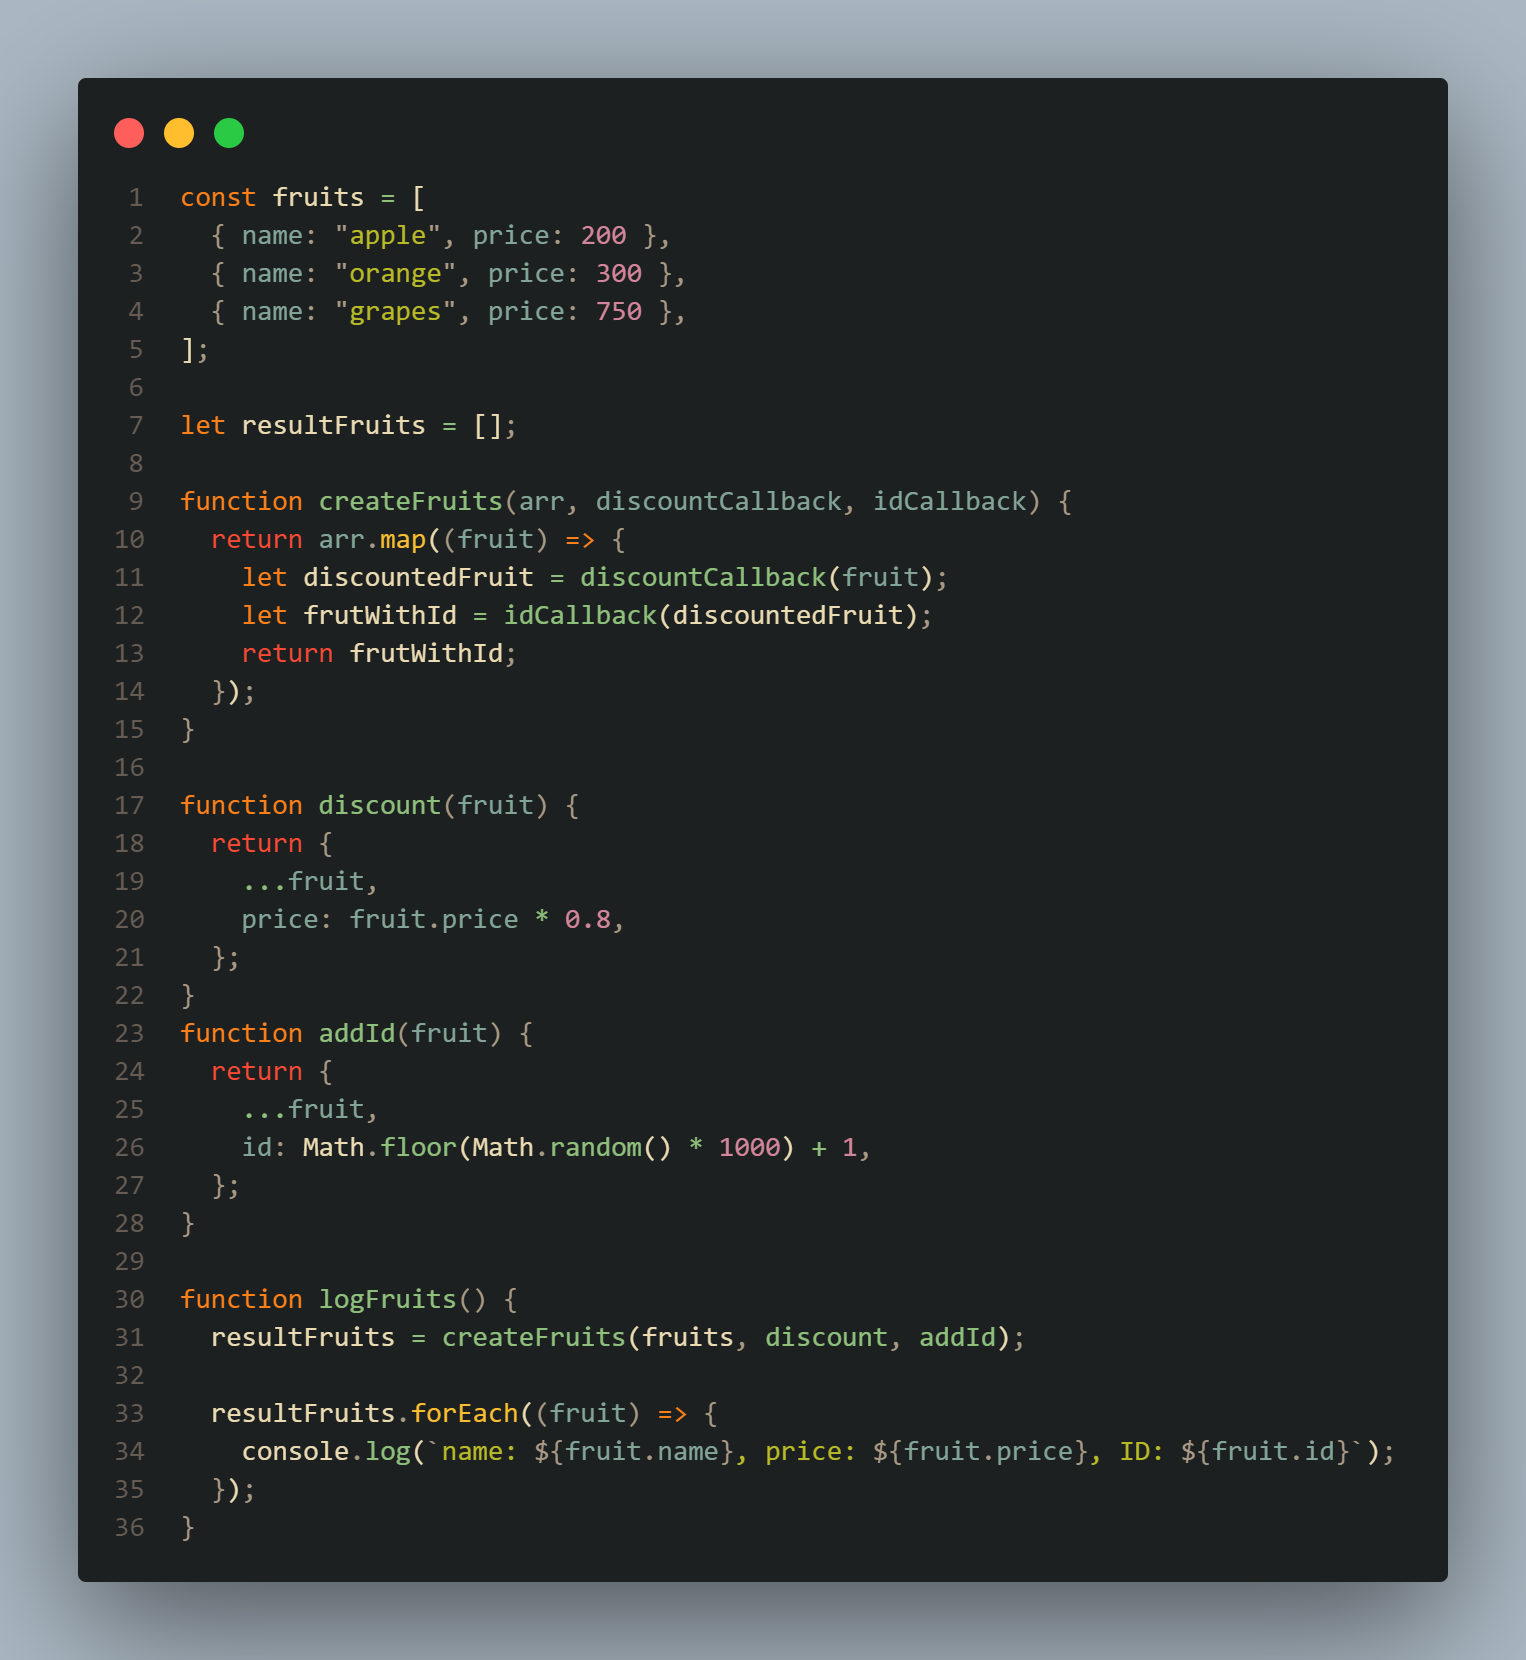 1 const fruits = [
2   { name: "apple", price: 200 },
3   { name: "orange", price: 300 },
4   { name: "grapes", price: 750 },
5 ];
6
7 let resultFruits = [];
8
9 function createFruits(arr, discountCallback, idCallback) {
10   return arr.map((fruit) => {
11     let discountedFruit = discountCallback(fruit);
12     let frutWithId = idCallback(discountedFruit);
13     return frutWithId;
14   });
15 }
16
17 function discount(fruit) {
18   return {
19     ...fruit,
20     price: fruit.price * 0.8,
21   };
22 }
23 function addId(fruit) {
24   return {
25     ...fruit,
26     id: Math.floor(Math.random() * 1000) + 1,
27   };
28 }
29
30 function logFruits() {
31   resultFruits = createFruits(fruits, discount, addId);
32
33   resultFruits.forEach((fruit) => {
34     console.log(`name: ${fruit.name}, price: ${fruit.price}, ID: ${fruit.id}`);
35   });
36 }